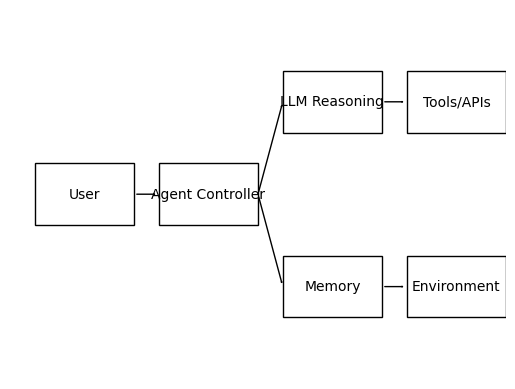 User
Agent Controller
LLM Reasoning
Tools/APIs
Memory
Environment